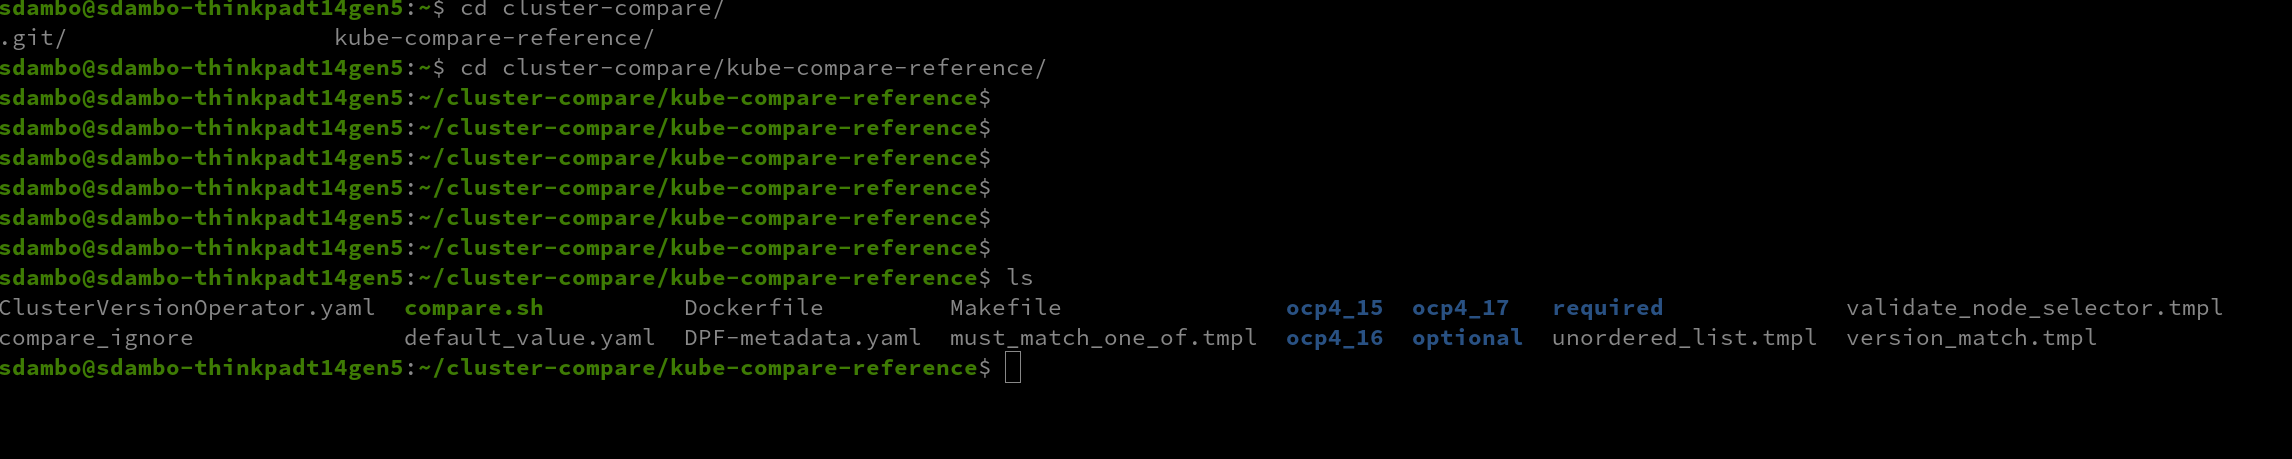 sdambo@sdambo-thinkpadt14gen5:~$ cd cluster-compare/
.git/                   kube-compare-reference/
sdambo@sdambo-thinkpadt14gen5:~$ cd cluster-compare/kube-compare-reference/
sdambo@sdambo-thinkpadt14gen5:~/cluster-compare/kube-compare-reference$
sdambo@sdambo-thinkpadt14gen5:~/cluster-compare/kube-compare-reference$
sdambo@sdambo-thinkpadt14gen5:~/cluster-compare/kube-compare-reference$
sdambo@sdambo-thinkpadt14gen5:~/cluster-compare/kube-compare-reference$
sdambo@sdambo-thinkpadt14gen5:~/cluster-compare/kube-compare-reference$
sdambo@sdambo-thinkpadt14gen5:~/cluster-compare/kube-compare-reference$
sdambo@sdambo-thinkpadt14gen5:~/cluster-compare/kube-compare-reference$ ls
ClusterVersionOperator.yaml  compare.sh          Dockerfile         Makefile                ocp4_15  ocp4_17   required             validate_node_selector.tmpl
compare_ignore               default_value.yaml  DPF-metadata.yaml  must_match_one_of.tmpl  ocp4_16  optional  unordered_list.tmpl  version_match.tmpl
sdambo@sdambo-thinkpadt14gen5:~/cluster-compare/kube-compare-reference$